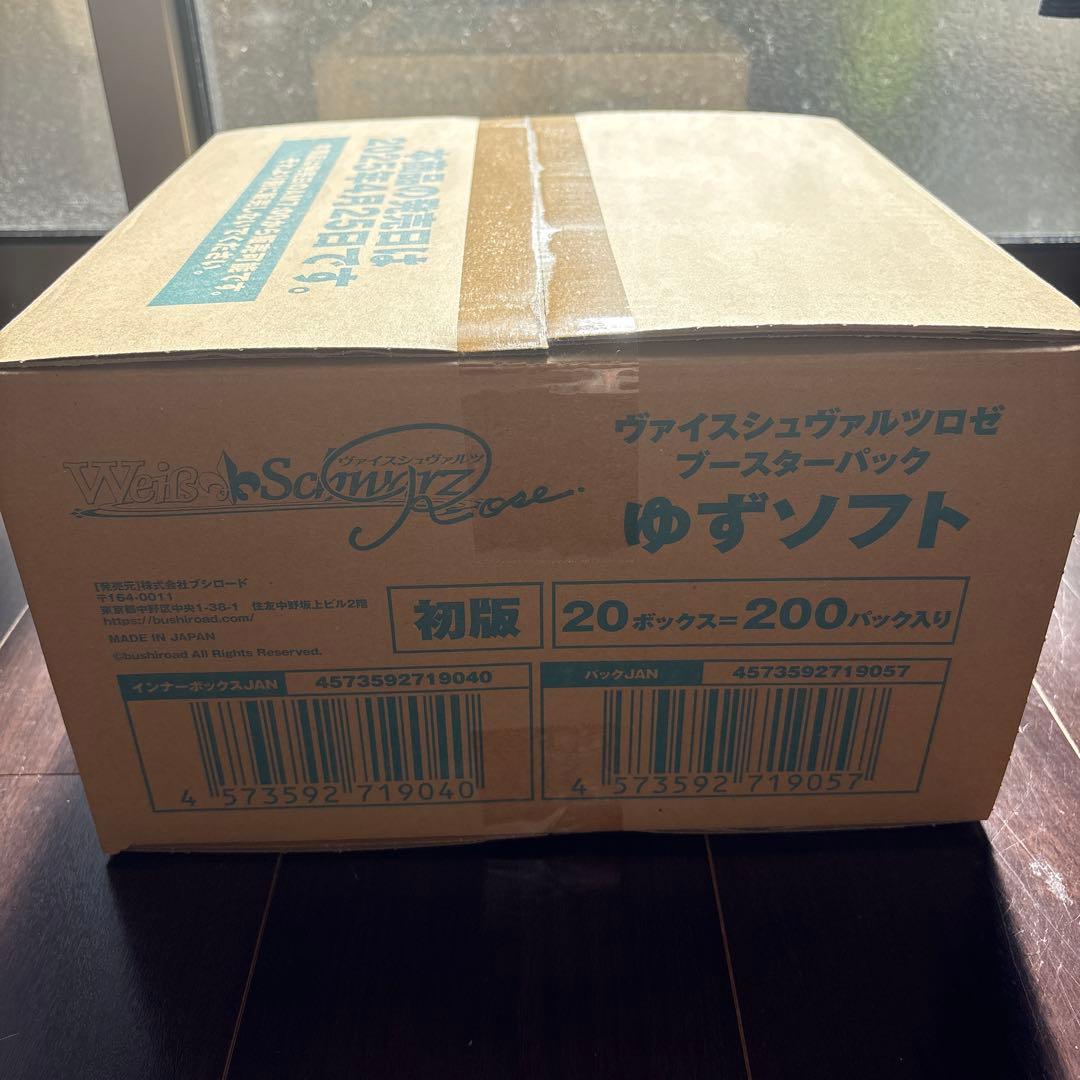 本商品の発売日は
2025年4月25日です。
Weiß Schwarz
ヴァイスシュヴァルツ
Rose
ヴァイスシュヴァルツロゼ
ブースターパック
ゆずソフト
[発売元]株式会社ブシロード
〒164-0011
東京都中野区中央1-38-1 住友中野坂上ビル2階
https://bushiroad.com/
MADE IN JAPAN
©bushiroad All Rights Reserved.
初版
20ボックス=200パック入り
インナーボックスJAN 4573592719040
4 573592 719040
パックJAN 4573592719057
4 573592 719057